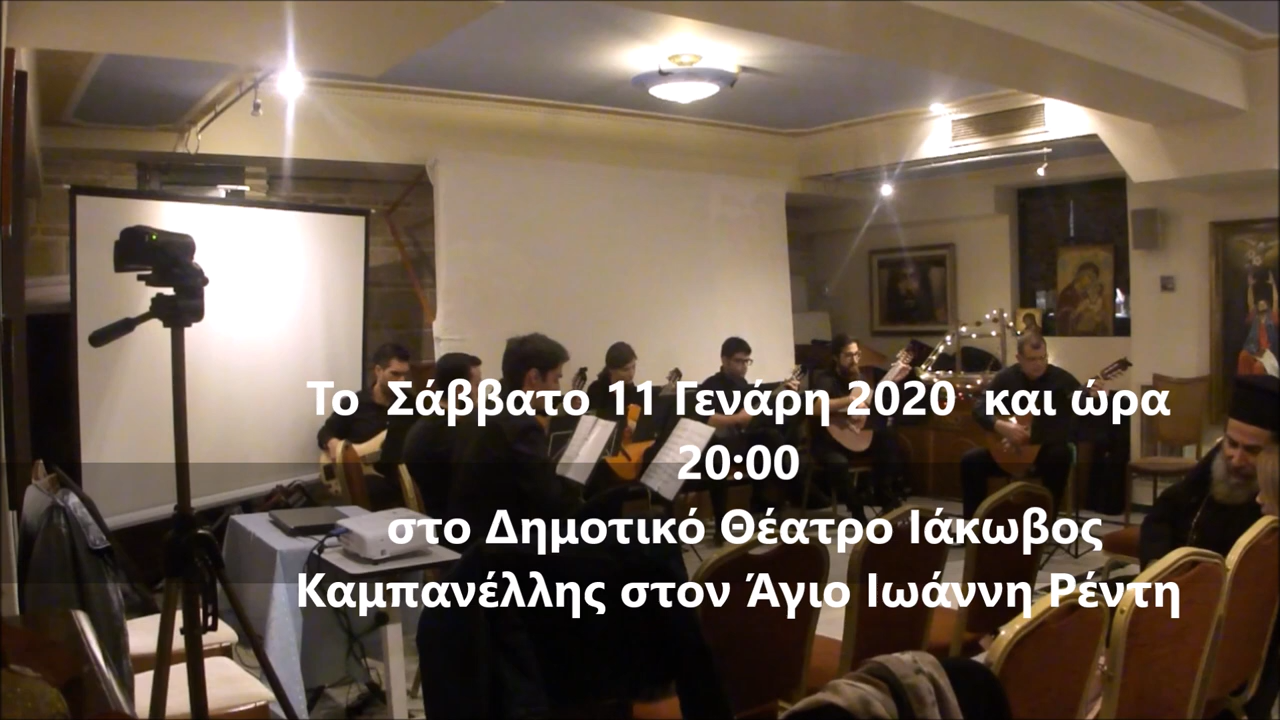 Το Σάββατο 11 Γενάρη 2020 και ώρα
20:00
στο Δημοτικό Θέατρο Ιάκωβος
Καμπανέλλης στον Άγιο Ιωάννη Ρέντη